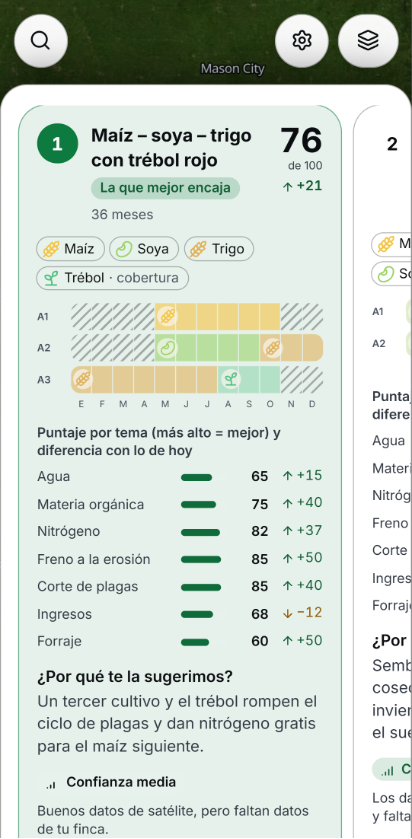 Mason City
1
Maíz – soya – trigo
con trébol rojo
La que mejor encaja
36 meses
76
de 100
↑ +21
Maíz
Soya
Trigo
Trébol · cobertura
A1
A2
A3
E F M A M J J A S O N D
Puntaje por tema (más alto = mejor) y
diferencia con lo de hoy
Agua 65 ↑ +15
Materia orgánica 75 ↑ +40
Nitrógeno 82 ↑ +37
Freno a la erosión 85 ↑ +50
Corte de plagas 85 ↑ +40
Ingresos 68 ↓ −12
Forraje 60 ↑ +50
¿Por qué te la sugerimos?
Un tercer cultivo y el trébol rompen el
ciclo de plagas y dan nitrógeno gratis
para el maíz siguiente.
Confianza media
Buenos datos de satélite, pero faltan datos
de tu finca.
2
A1
A2
Agua
Freno
Corte
¿Por
el
Los
y